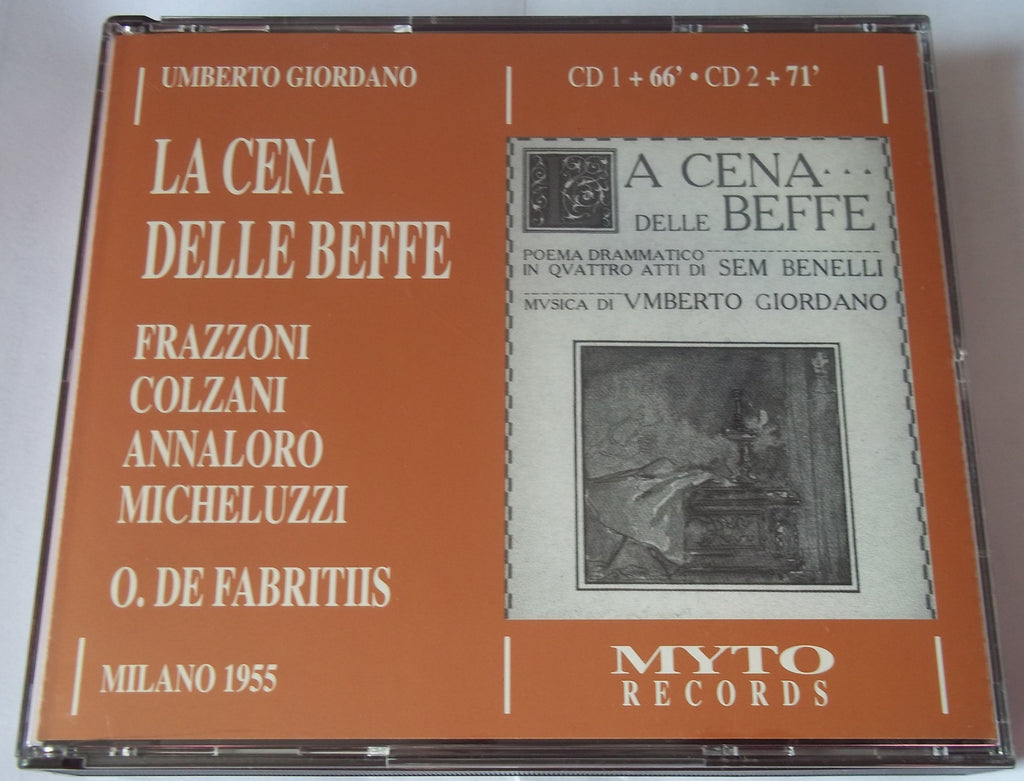 UMBERTO GIORDANO
CD 1 + 66' • CD 2 + 71'
LA CENA
DELLE BEFFE
FRAZZONI
COLZANI
ANNALORO
MICHELUZZI
O. DE FABRITIIS
MILANO 1955
LA CENA...
DELLE BEFFE
POEMA DRAMMATICO
IN QVATTRO ATTI DI SEM BENELLI
MVSICA DI VMBERTO GIORDANO
MYTO
RECORDS